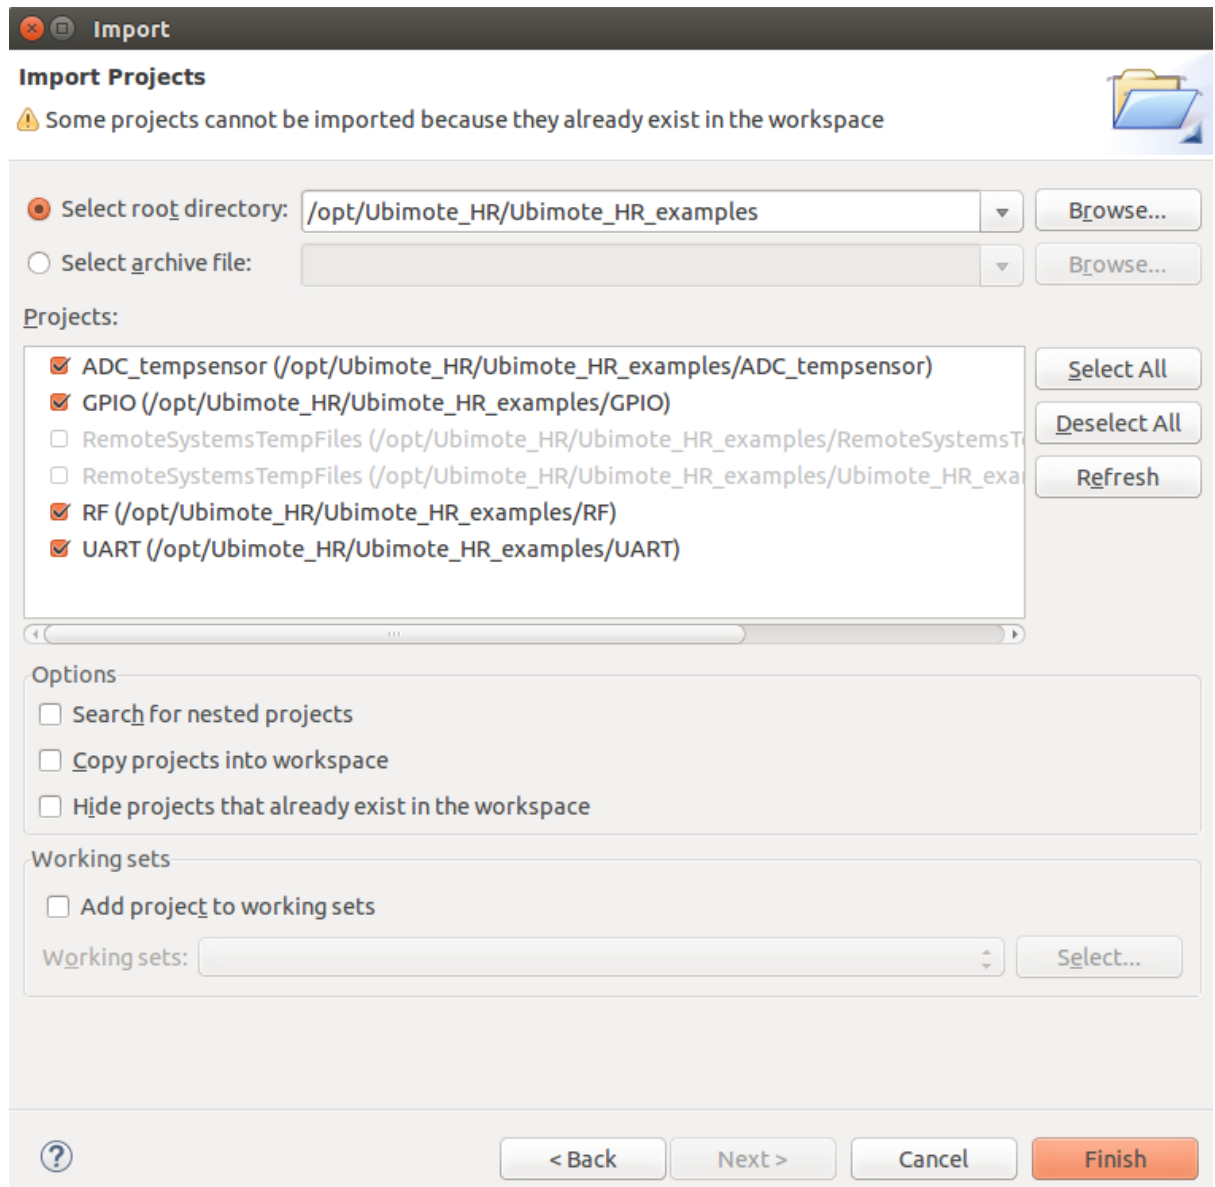 Import
Import Projects
Some projects cannot be imported because they already exist in the workspace
Select root directory: /opt/Ubimote_HR/Ubimote_HR_examples Browse...
Select archive file: Browse...
Projects:
ADC_tempsensor (/opt/Ubimote_HR/Ubimote_HR_examples/ADC_tempsensor)
Select All
GPIO (/opt/Ubimote_HR/Ubimote_HR_examples/GPIO)
Deselect All
RemoteSystemsTempFiles (/opt/Ubimote_HR/Ubimote_HR_examples/RemoteSystemsT
RemoteSystemsTempFiles (/opt/Ubimote_HR/Ubimote_HR_examples/Ubimote_HR_exa
Refresh
RF (/opt/Ubimote_HR/Ubimote_HR_examples/RF)
UART (/opt/Ubimote_HR/Ubimote_HR_examples/UART)
Options
Search for nested projects
Copy projects into workspace
Hide projects that already exist in the workspace
Working sets
Add project to working sets
Working sets: Select...
? < Back Next > Cancel Finish